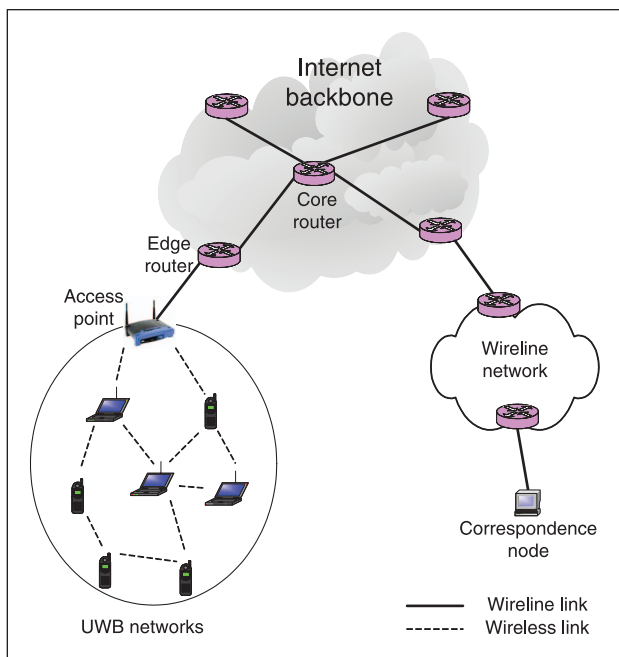 Internet
backbone
Core
router
Edge
router
Access
point
Wireline
network
Correspondence
node
UWB networks
Wireline link
Wireless link